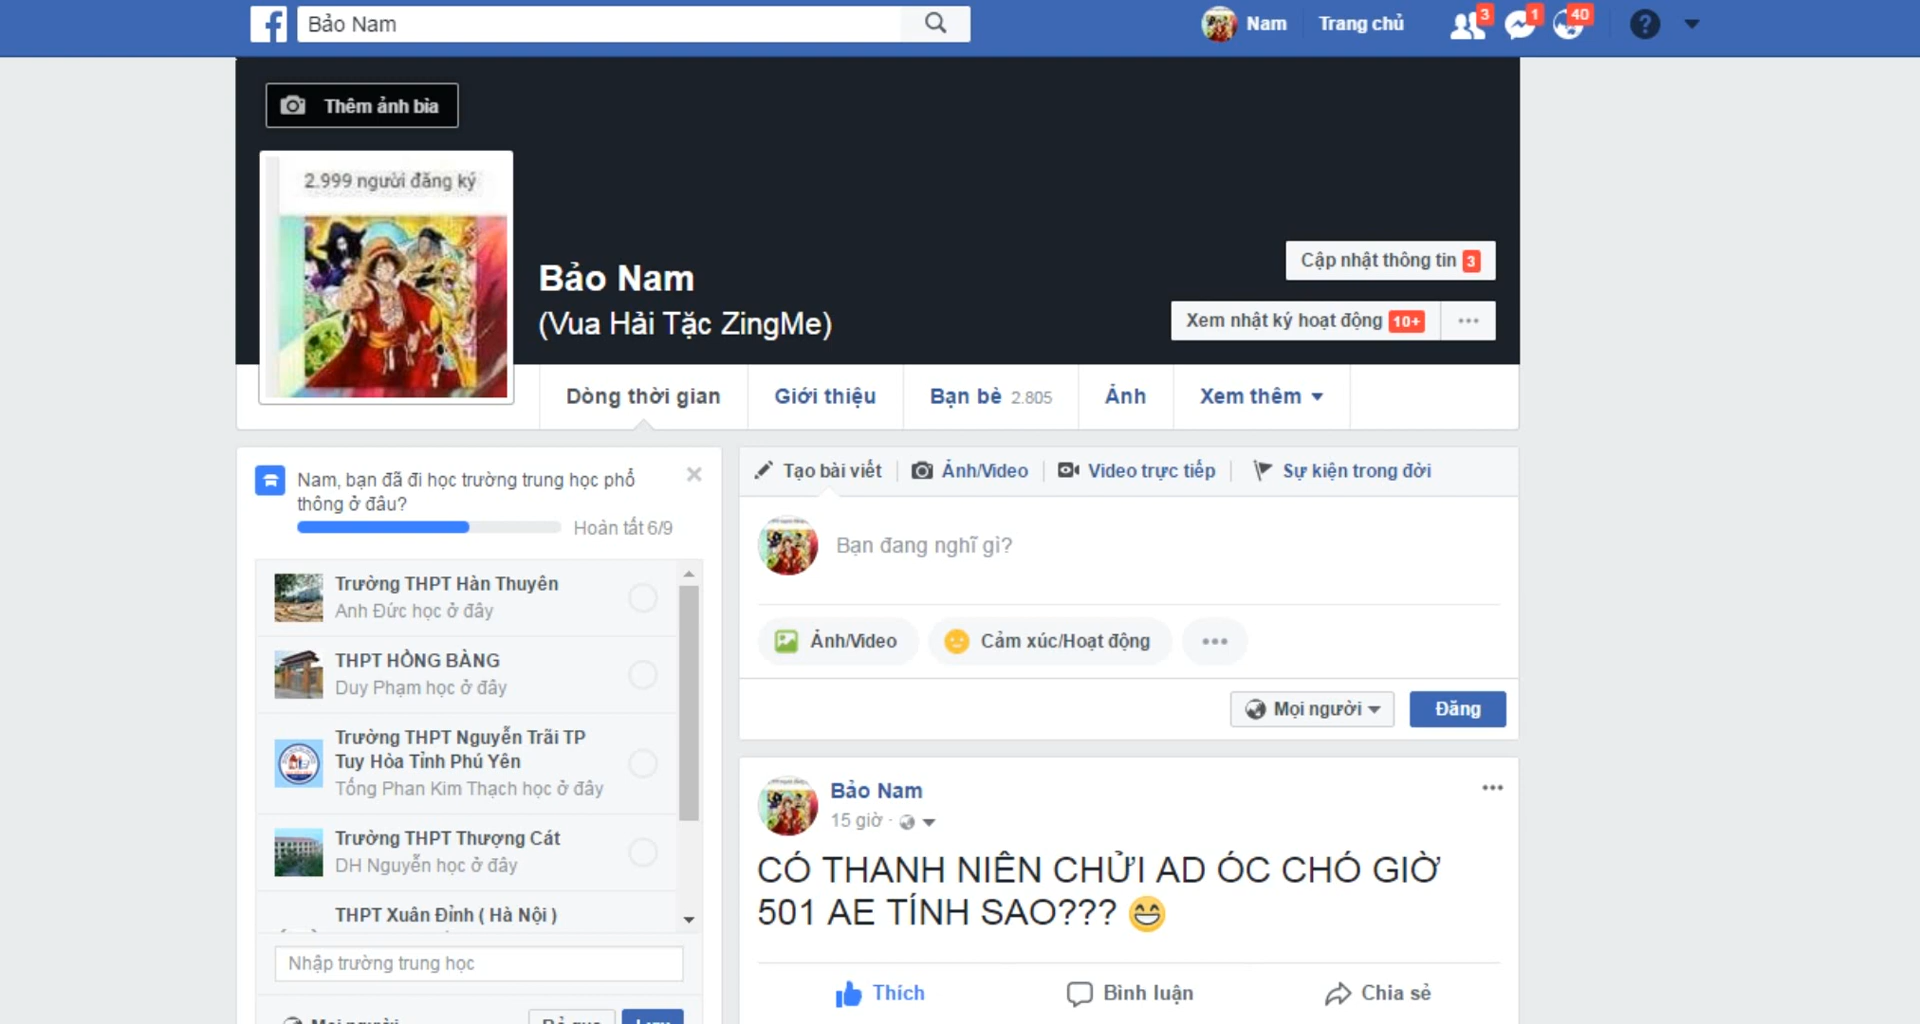 Bảo Nam
Nam
Trang chủ
3
1
40
?
Thêm ảnh bìa
2.999 người đăng ký
Bảo Nam
(Vua Hải Tặc ZingMe)
Cập nhật thông tin 3
Xem nhật ký hoạt động 10+
Dòng thời gian
Giới thiệu
Bạn bè 2.805
Ảnh
Xem thêm
Nam, bạn đã đi học trường trung học phổ
thông ở đâu?
Hoàn tất 6/9
Trường THPT Hàn Thuyên
Anh Đức học ở đây
THPT HỒNG BÀNG
Duy Phạm học ở đây
Trường THPT Nguyễn Trãi TP
Tuy Hòa Tỉnh Phú Yên
Tống Phan Kim Thạch học ở đây
Trường THPT Thượng Cát
DH Nguyễn học ở đây
THPT Xuân Đỉnh ( Hà Nội )
Nhập trường trung học
Mọi người
Bỏ qua
Lưu
Tạo bài viết
Ảnh/Video
Video trực tiếp
Sự kiện trong đời
Bạn đang nghĩ gì?
Ảnh/Video
Cảm xúc/Hoạt động
Mọi người
Đăng
Bảo Nam
15 giờ ·
CÓ THANH NIÊN CHỬI AD ÓC CHÓ GIỜ
501 AE TÍNH SAO??? 😄
Thích
Bình luận
Chia sẻ